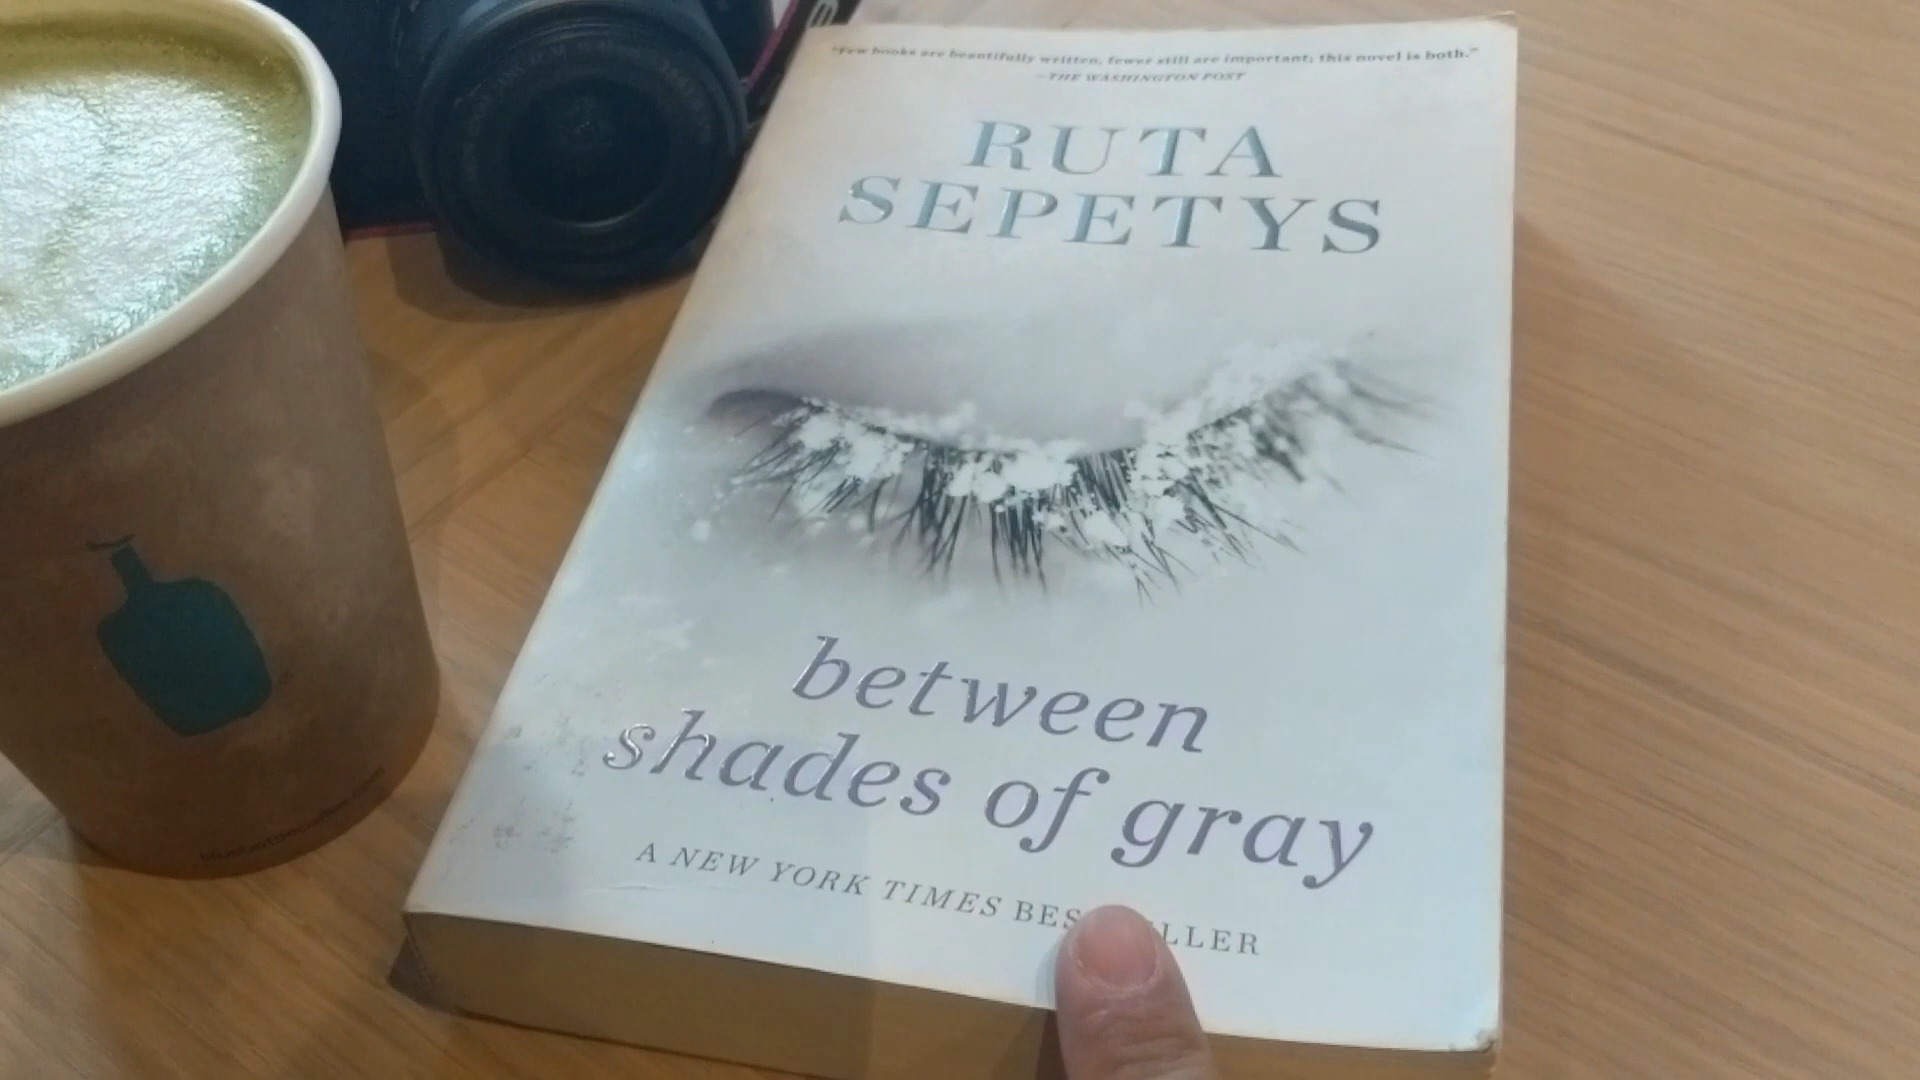 "Few books are beautifully written, fewer still are important; this novel is both."
—THE WASHINGTON POST
RUTA
SEPETYS
between
shades of gray
A NEW YORK TIMES BES LLER